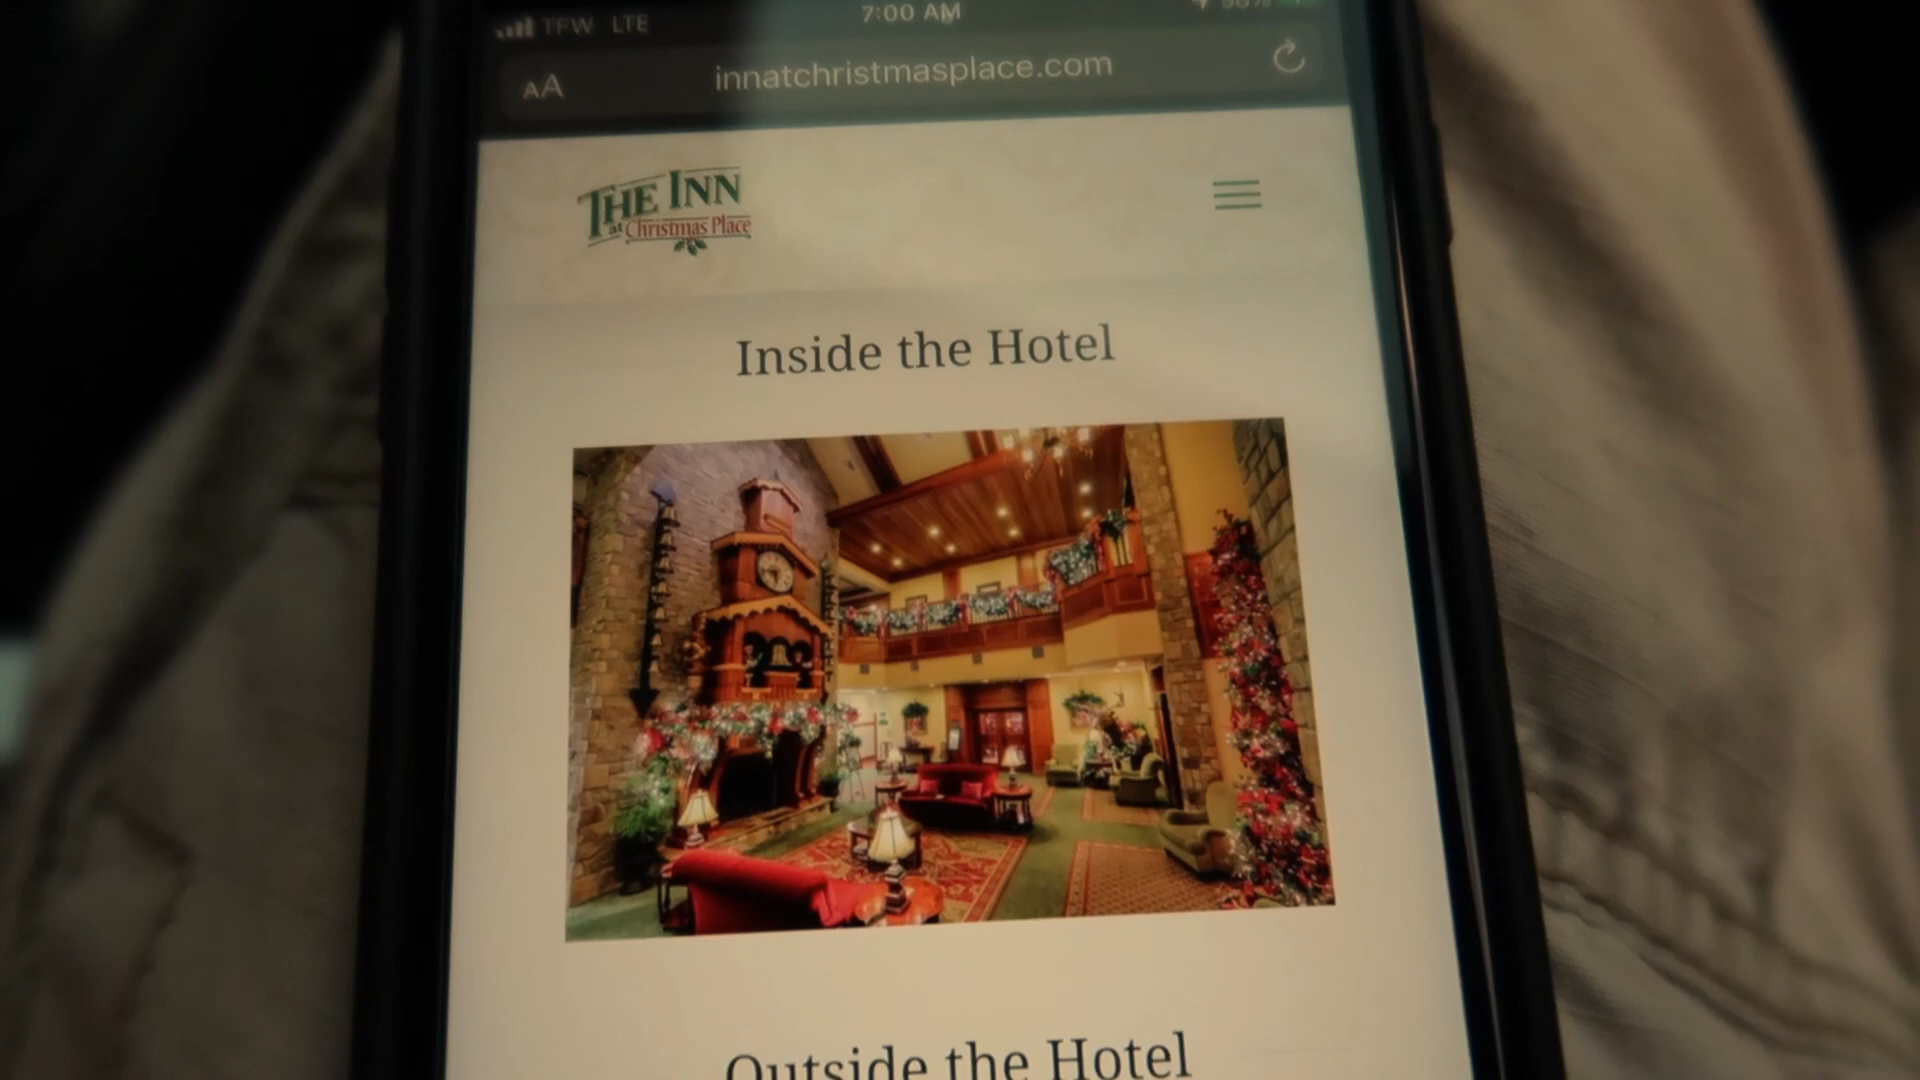 TFW LTE 7:00 AM
AA innatchristmasplace.com
THE INN
at Christmas Place
Inside the Hotel
Outside the Hotel